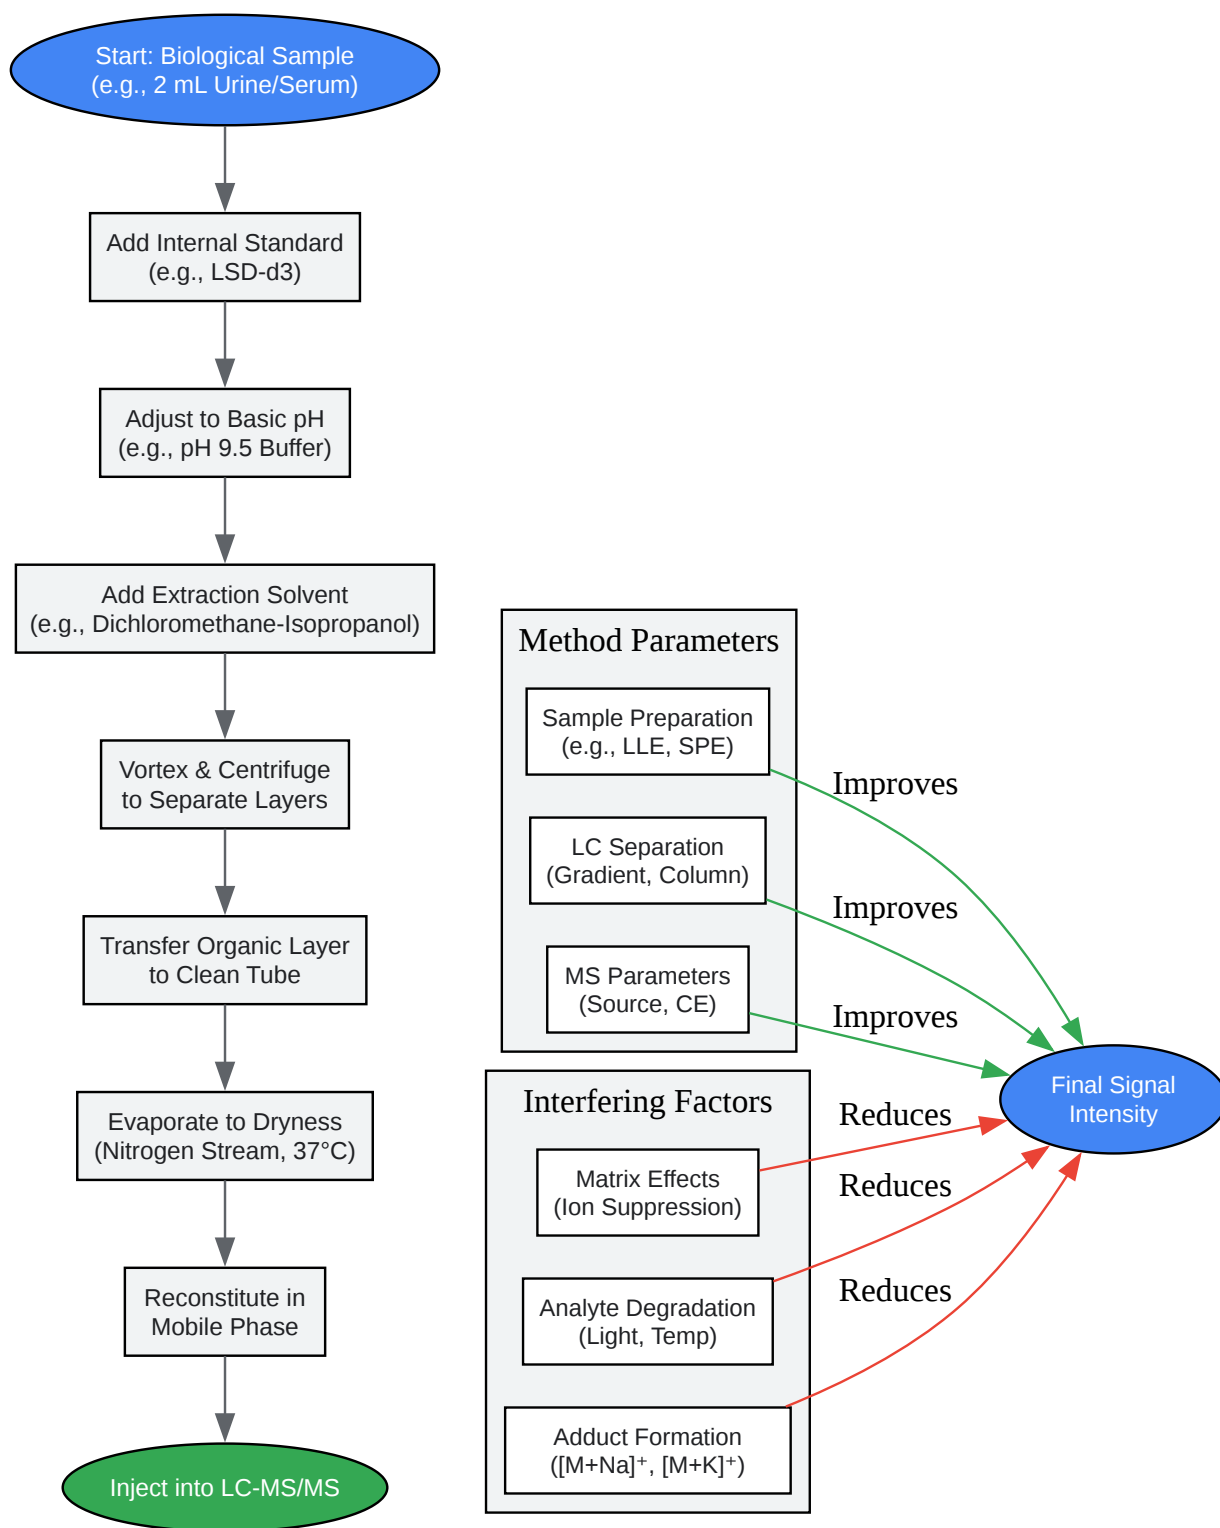 Start: Biological Sample
(e.g., 2 mL Urine/Serum)
Add Internal Standard
(e.g., LSD-d3)
Adjust to Basic pH
(e.g., pH 9.5 Buffer)
Add Extraction Solvent
(e.g., Dichloromethane-Isopropanol)
Vortex & Centrifuge
to Separate Layers
Transfer Organic Layer
to Clean Tube
Evaporate to Dryness
(Nitrogen Stream, 37°C)
Reconstitute in
Mobile Phase
Inject into LC-MS/MS
Method Parameters
Sample Preparation
(e.g., LLE, SPE)
LC Separation
(Gradient, Column)
MS Parameters
(Source, CE)
Improves
Improves
Improves
Interfering Factors
Matrix Effects
(Ion Suppression)
Analyte Degradation
(Light, Temp)
Adduct Formation
([M+Na]⁺, [M+K]⁺)
Reduces
Reduces
Reduces
Final Signal
Intensity